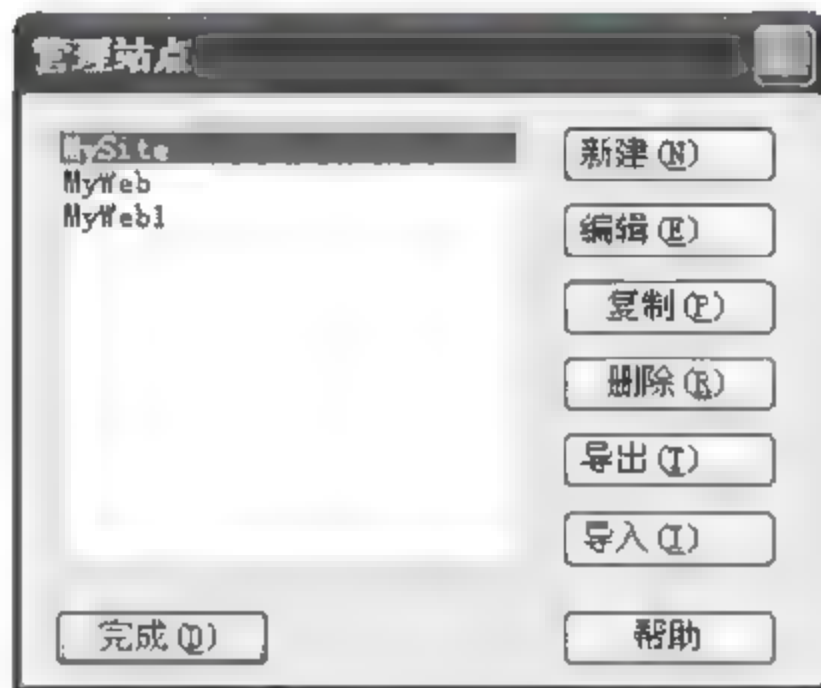 管理站点
MySite
MyWeb
MyWeb1
新建(N)
编辑(E)
复制(P)
删除(R)
导出(T)
导入(I)
完成(D)
帮助